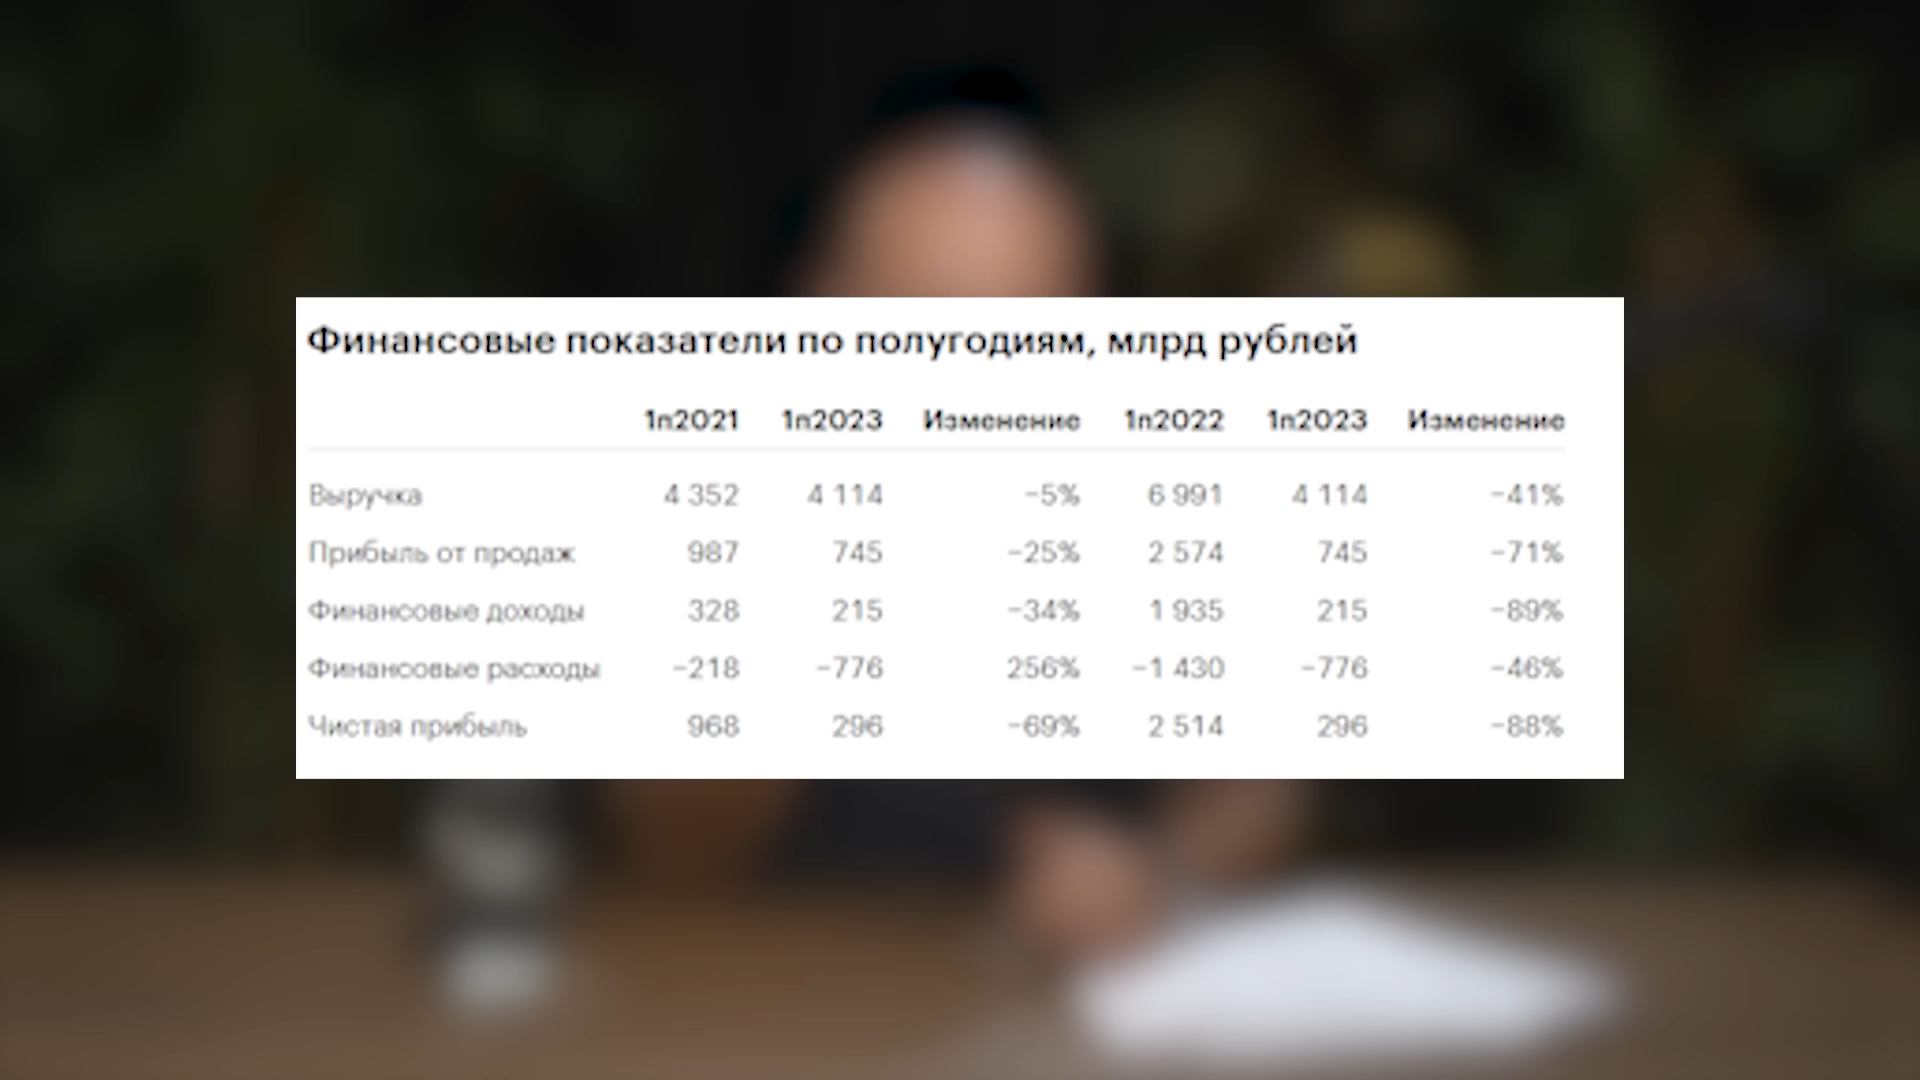 Финансовые показатели по полугодиям, млрд рублей
1п2021 1п2023 Изменение 1п2022 1п2023 Изменение
Выручка 4 352 4 114 −5% 6 991 4 114 −41%
Прибыль от продаж 987 745 −25% 2 574 745 −71%
Финансовые доходы 328 215 −34% 1 935 215 −89%
Финансовые расходы −218 −776 256% −1 430 −776 −46%
Чистая прибыль 968 296 −69% 2 514 296 −88%